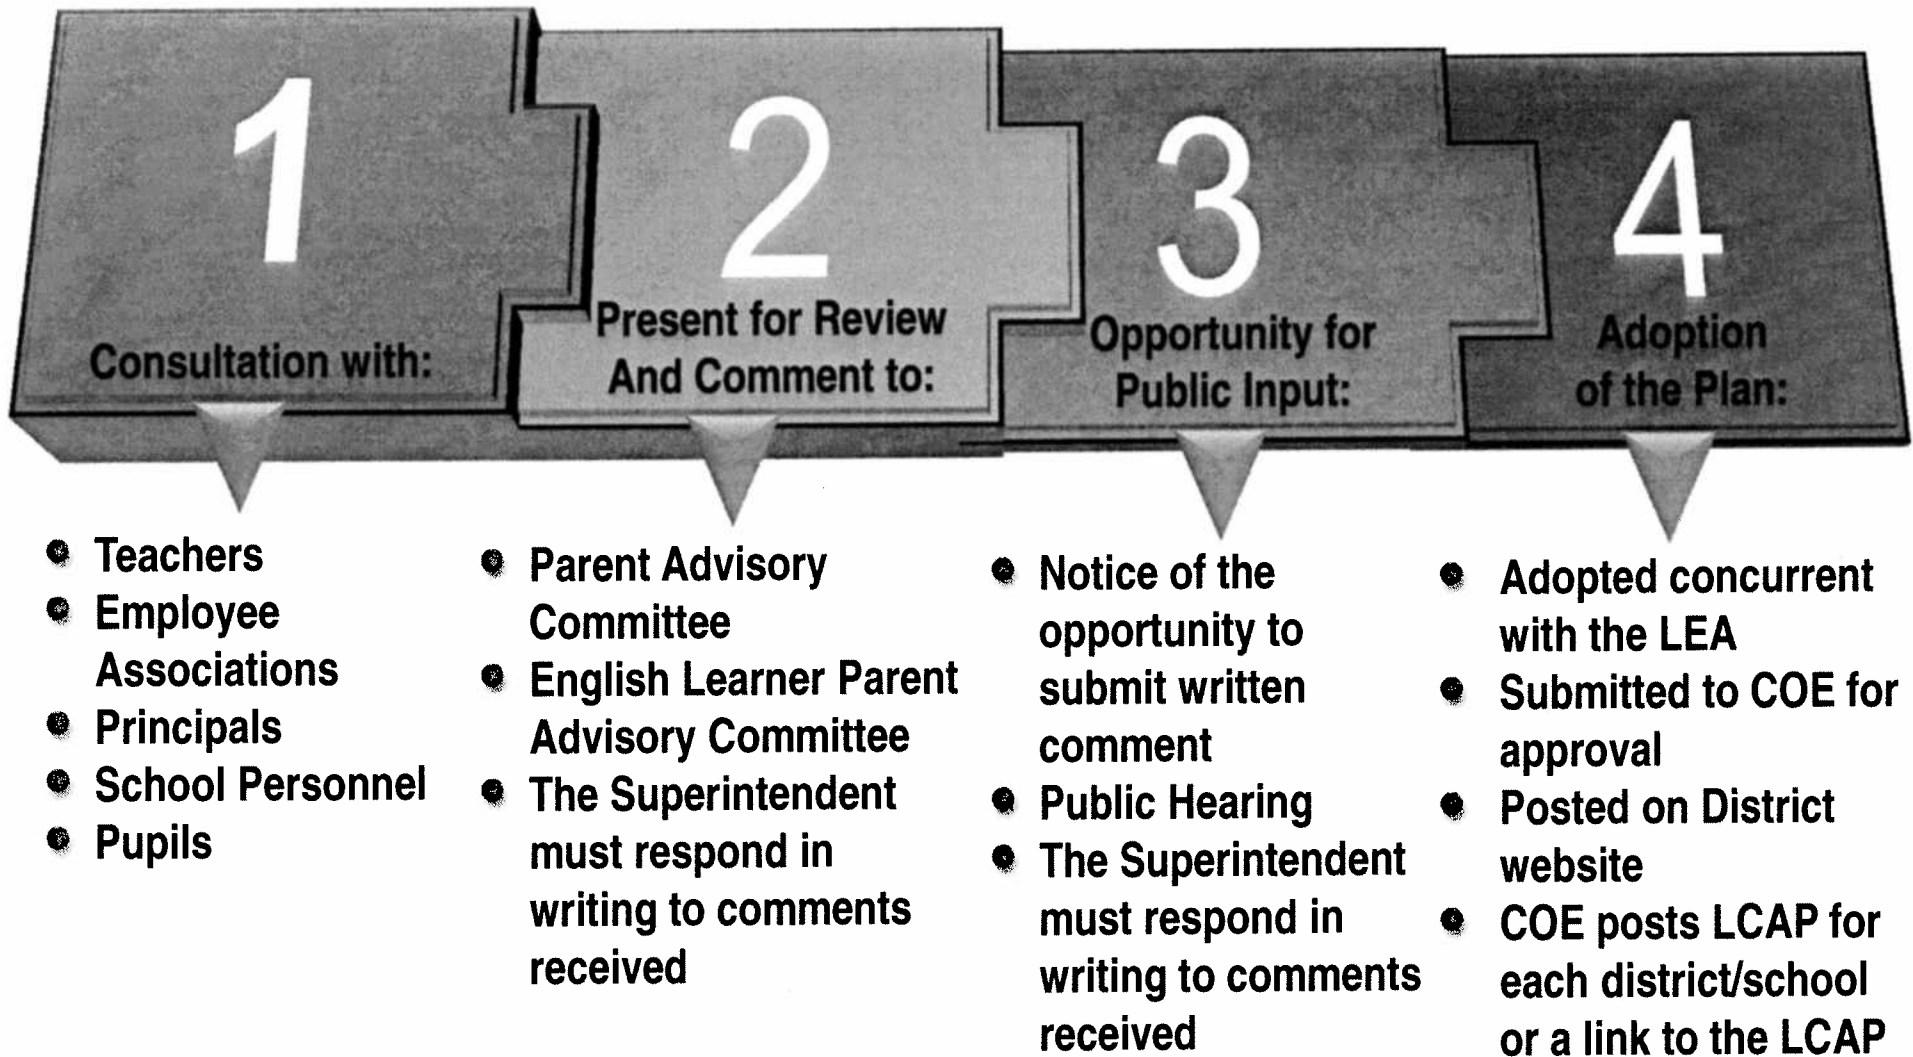 1
Consultation with:
Teachers
Employee
Associations
Principals
School Personnel
Pupils
2
Present for Review
And Comment to:
Parent Advisory
Committee
English Learner Parent
Advisory Committee
The Superintendent
must respond in
writing to comments
received
3
Opportunity for
Public Input:
Notice of the
opportunity to
submit written
comment
Public Hearing
The Superintendent
must respond in
writing to comments
received
4
Adoption
of the Plan:
Adopted concurrent
with the LEA
Submitted to COE for
approval
Posted on District
website
COE posts LCAP for
each district/school
or a link to the LCAP